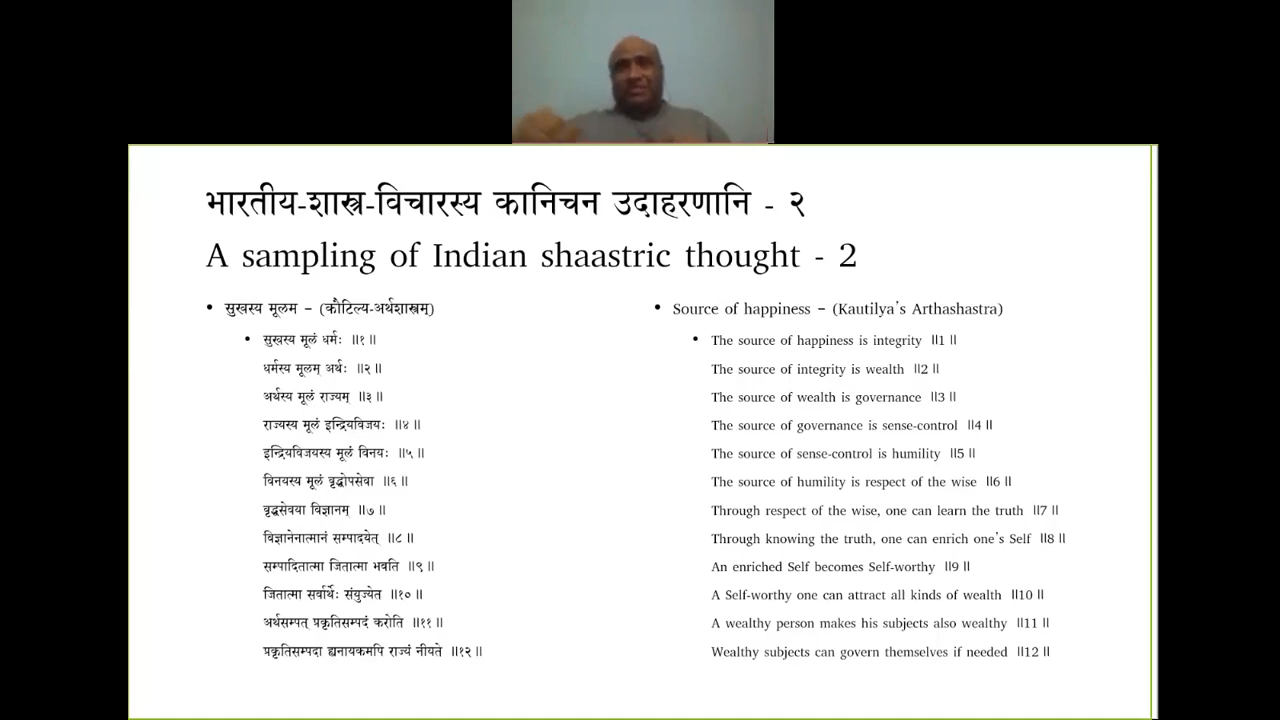 भारतीय-शास्त्र-विचारस्य कानिचन उदाहरणानि - २
A sampling of Indian shaastric thought - 2
• सुखस्य मूलम – (कौटिल्य-अर्थशास्त्रम्)
• सुखस्य मूलं धर्मः ॥१॥
धर्मस्य मूलम् अर्थः ॥२॥
अर्थस्य मूलं राज्यम् ॥३॥
राज्यस्य मूलं इन्द्रियविजयः ॥४॥
इन्द्रियविजयस्य मूलं विनयः ॥५॥
विनयस्य मूलं वृद्धोपसेवा ॥६॥
वृद्धसेवया विज्ञानम् ॥७॥
विज्ञानेनात्मानं सम्पादयेत् ॥८॥
सम्पादितात्मा जितात्मा भवति ॥९॥
जितात्मा सर्वार्थैः संयुज्येत ॥१०॥
अर्थसम्पत् प्रकृतिसम्पदं करोति ॥११॥
प्रकृतिसम्पदा ह्यनायकमपि राज्यं नीयते ॥१२॥
• Source of happiness – (Kautilya's Arthashastra)
• The source of happiness is integrity ॥1॥
The source of integrity is wealth ॥2॥
The source of wealth is governance ॥3॥
The source of governance is sense-control ॥4॥
The source of sense-control is humility ॥5॥
The source of humility is respect of the wise ॥6॥
Through respect of the wise, one can learn the truth ॥7॥
Through knowing the truth, one can enrich one's Self ॥8॥
An enriched Self becomes Self-worthy ॥9॥
A Self-worthy one can attract all kinds of wealth ॥10॥
A wealthy person makes his subjects also wealthy ॥11॥
Wealthy subjects can govern themselves if needed ॥12॥